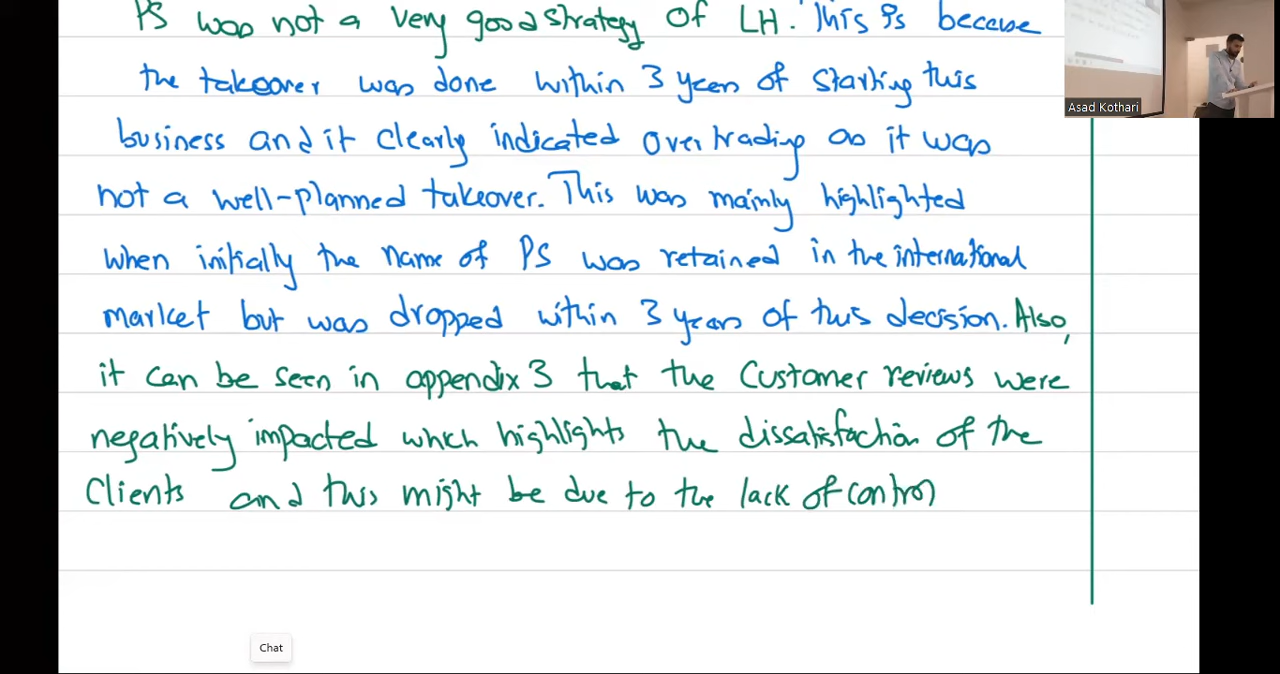 PS was not a very good strategy of LH. This is because
the takeover was done within 3 years of starting this
business and it clearly indicated overtrading as it was
not a well-planned takeover. This was mainly highlighted
when initially the name of PS was retained in the international
market but was dropped within 3 years of this decision. Also,
it can be seen in appendix 3 that the customer reviews were
negatively impacted which highlights the dissatisfaction of the
Clients and this might be due to the lack of control
Asad Kothari
Chat